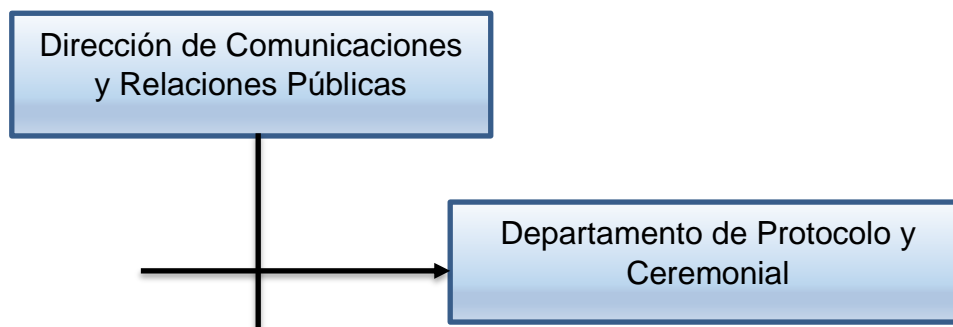 Dirección de Comunicaciones
y Relaciones Públicas
Departamento de Protocolo y
Ceremonial